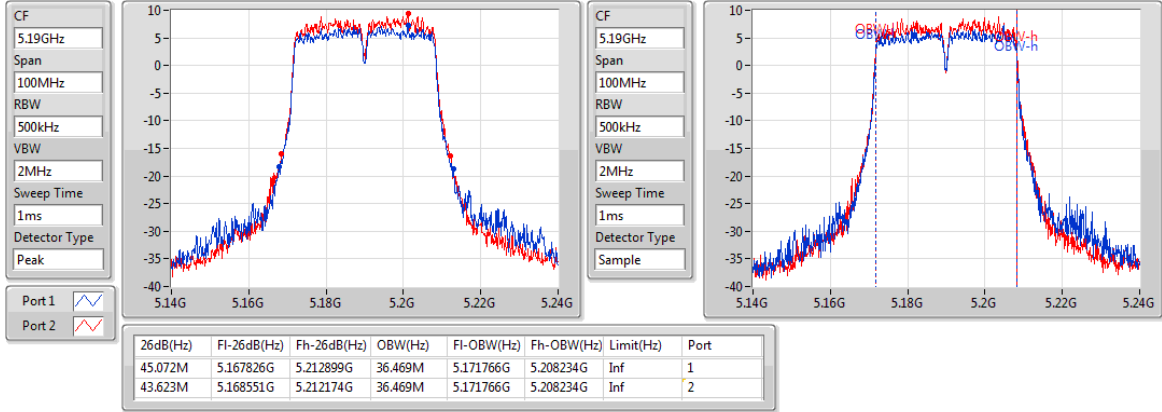 CF
5.19GHz
Span
100MHz
RBW
500kHz
VBW
2MHz
Sweep Time
1ms
Detector Type
Peak
10
5
0
-5
-10
-15
-20
-25
-30
-35
-40
5.14G 5.16G 5.18G 5.2G 5.22G 5.24G
CF
5.19GHz
Span
100MHz
RBW
500kHz
VBW
2MHz
Sweep Time
1ms
Detector Type
Sample
10
5
0
-5
-10
-15
-20
-25
-30
-35
-40
OBW-h
OBW-h
5.14G 5.16G 5.18G 5.2G 5.22G 5.24G
Port 1
Port 2
26dB(Hz) Fl-26dB(Hz) Fh-26dB(Hz) OBW(Hz) Fl-OBW(Hz) Fh-OBW(Hz) Limit(Hz) Port
45.072M 5.167826G 5.212899G 36.469M 5.171766G 5.208234G Inf 1
43.623M 5.168551G 5.212174G 36.469M 5.171766G 5.208234G Inf 2